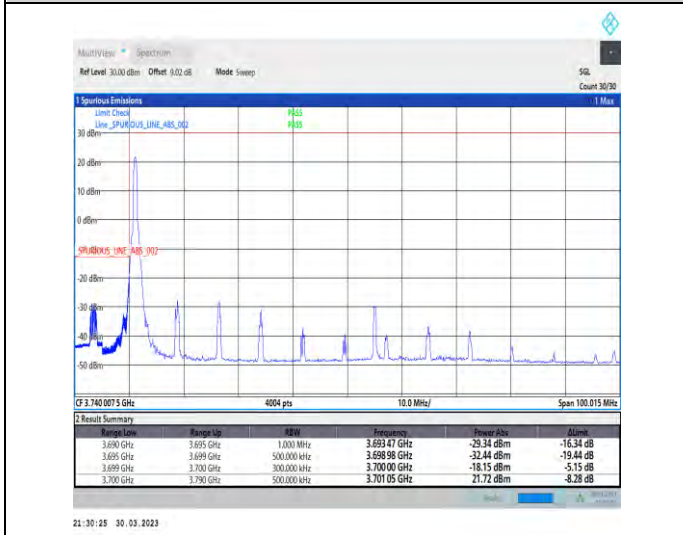 MultiView Spectrum
Ref Level 30.00 dBm Offset 9.02 dB Mode Sweep SGL
Count 30/30
1 Spurious Emissions 1 Max
Limit Check PASS
Line _SPURIOUS_LINE_ABS_002 PASS
30 dBm
20 dBm
10 dBm
0 dBm
_SPURIOUS_LINE_ABS_002
-20 dBm
-30 dBm
-40 dBm
-50 dBm
CF 3.740 007 5 GHz 4004 pts 10.0 MHz/ Span 100.015 MHz
2 Result Summary
Range Low Range Up RBW Frequency Power Abs ΔLimit
3.690 GHz 3.695 GHz 1.000 MHz 3.693 47 GHz -29.34 dBm -16.34 dB
3.695 GHz 3.699 GHz 500.000 kHz 3.698 98 GHz -32.44 dBm -19.44 dB
3.699 GHz 3.700 GHz 300.000 kHz 3.700 00 GHz -18.15 dBm -5.15 dB
3.700 GHz 3.790 GHz 500.000 kHz 3.701 05 GHz 21.72 dBm -8.28 dB
21:30:25 30.03.2023